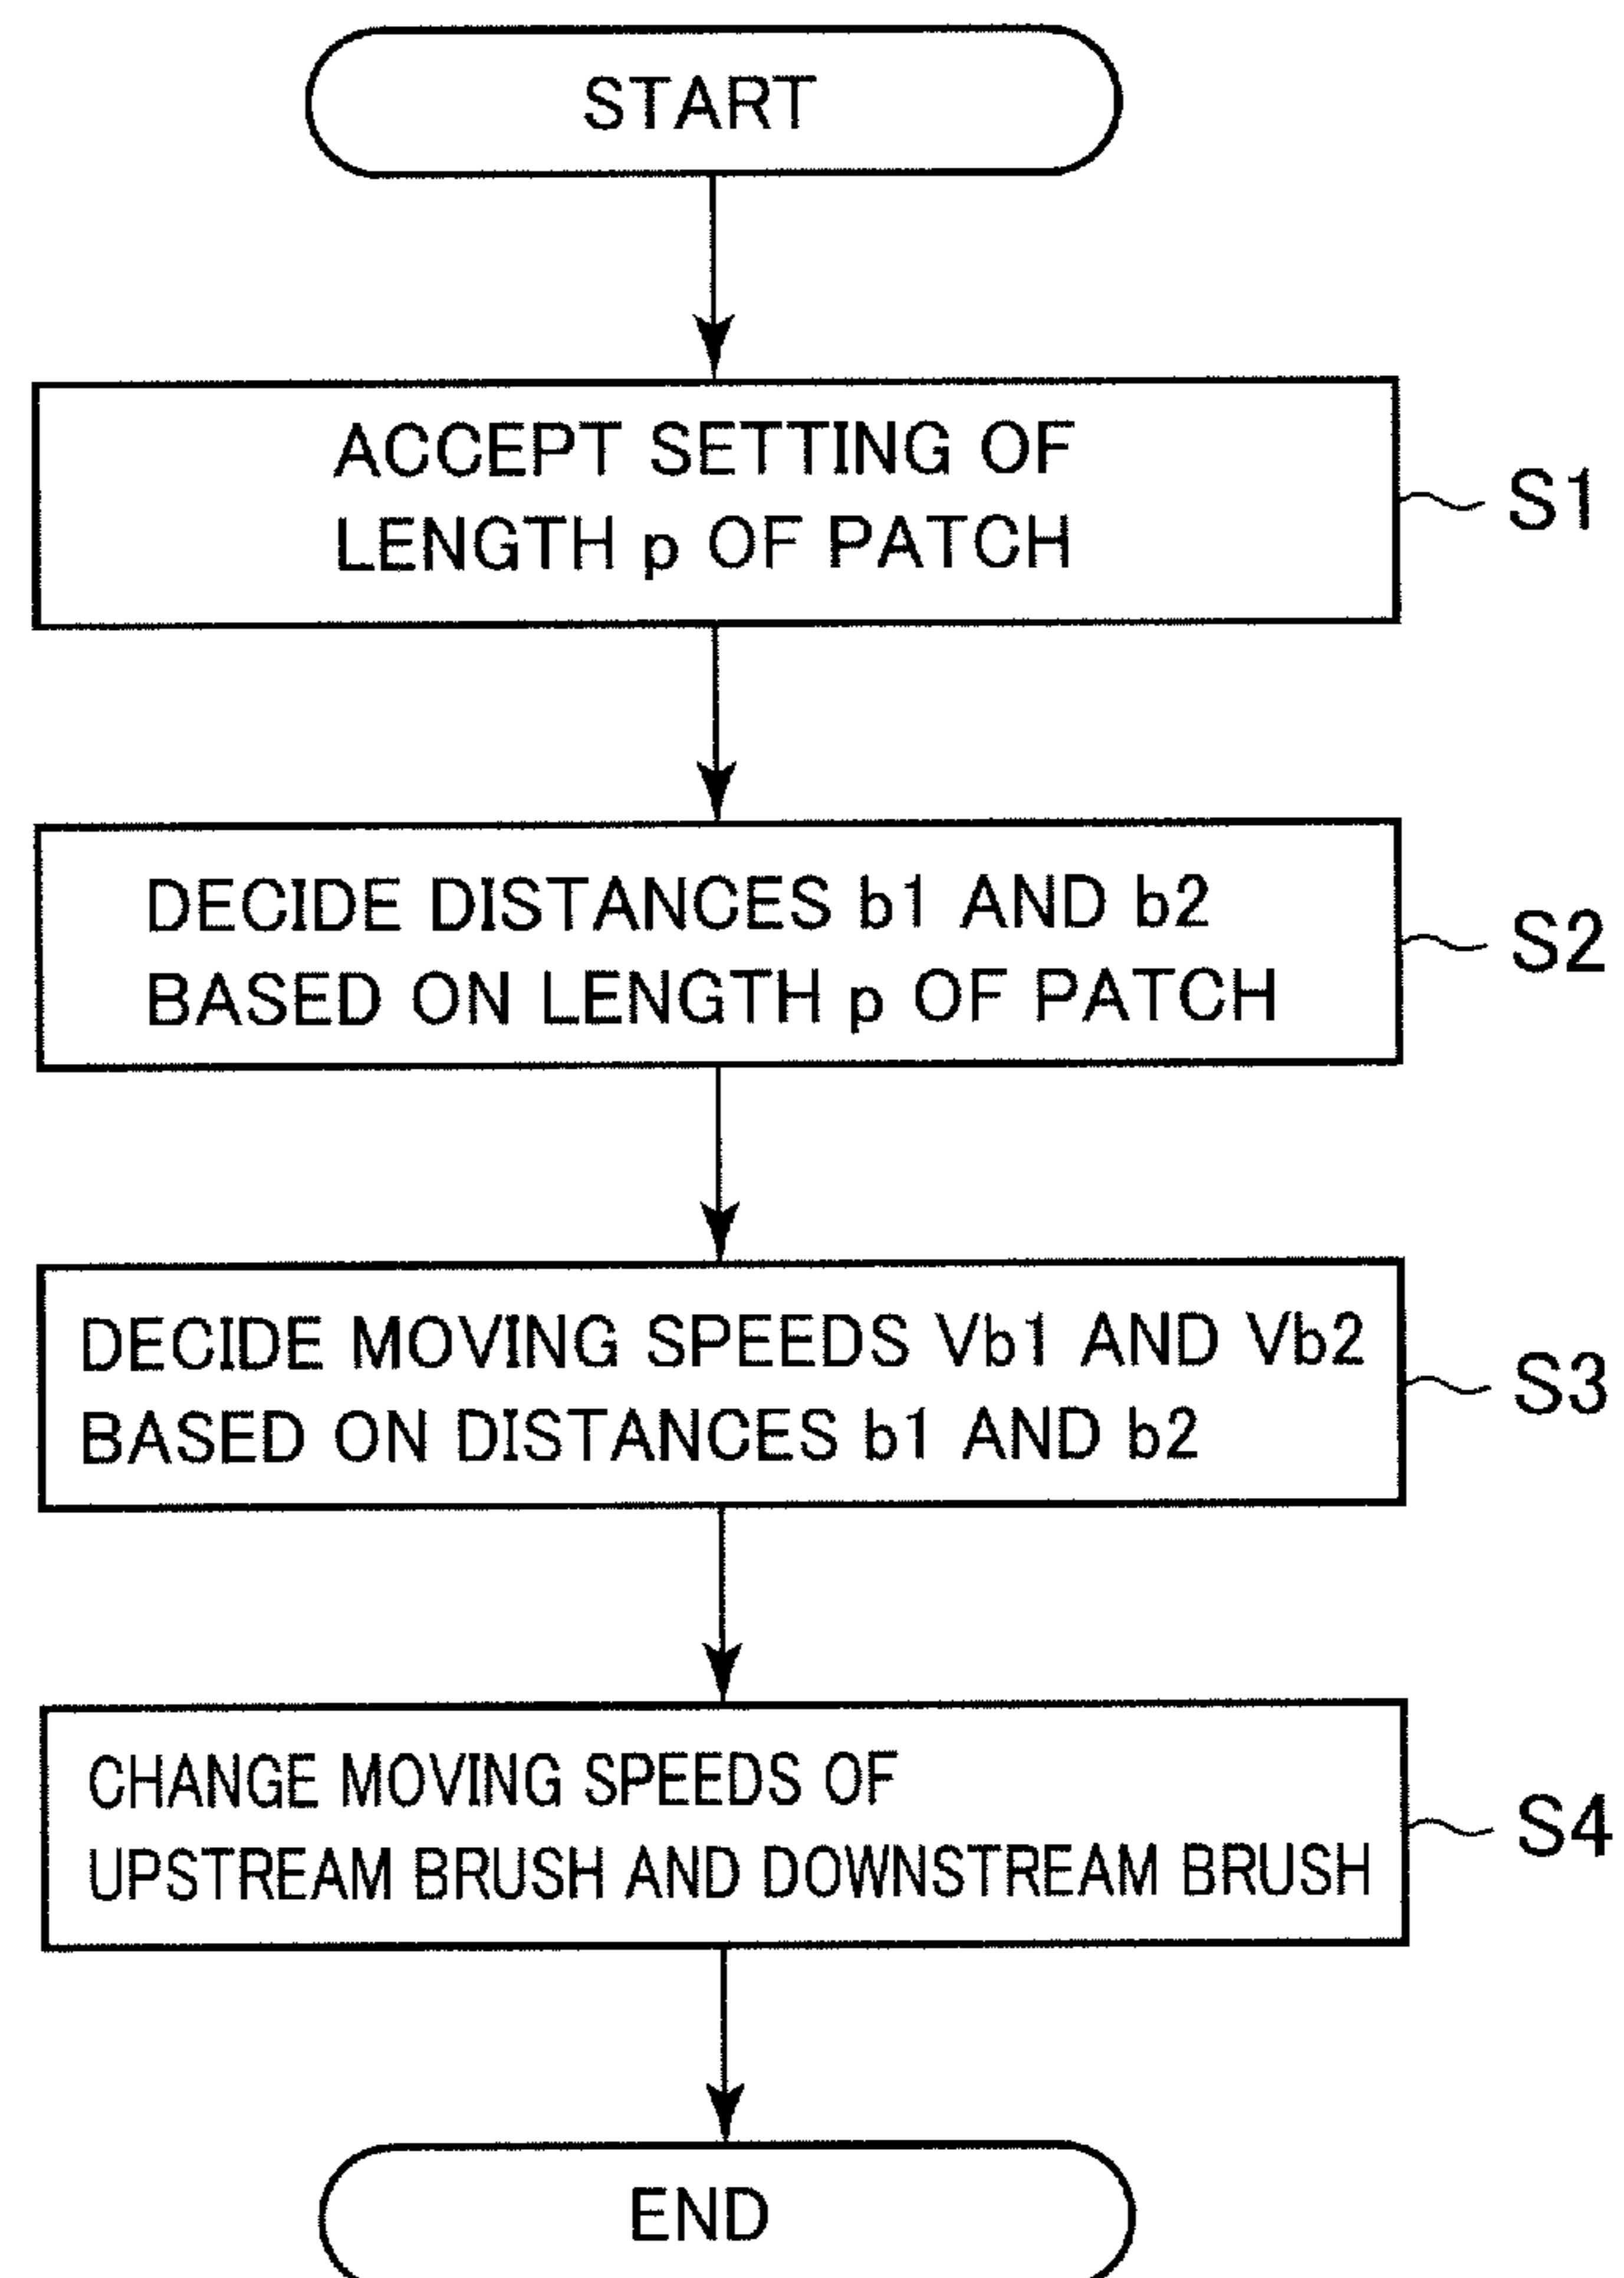 START
ACCEPT SETTING OF
LENGTH p OF PATCH
S1
DECIDE DISTANCES b1 AND b2
BASED ON LENGTH p OF PATCH
S2
DECIDE MOVING SPEEDS Vb1 AND Vb2
BASED ON DISTANCES b1 AND b2
S3
CHANGE MOVING SPEEDS OF
UPSTREAM BRUSH AND DOWNSTREAM BRUSH
S4
END